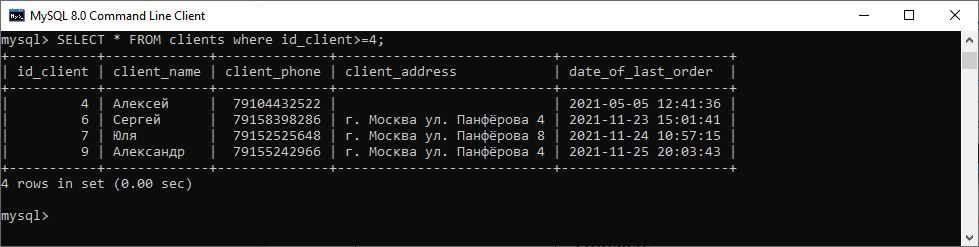 MySQL 8.0 Command Line Client
mysql> SELECT * FROM clients where id_client>=4;
+-----------+-------------+--------------+---------------------------+---------------------+
| id_client | client_name | client_phone | client_address            | date_of_last_order  |
+-----------+-------------+--------------+---------------------------+---------------------+
|         4 | Алексей     |  79104432522 |                           | 2021-05-05 12:41:36 |
|         6 | Сергей      |  79158398286 | г. Москва ул. Панфёрова 4 | 2021-11-23 15:01:41 |
|         7 | Юля         |  79152525648 | г. Москва ул. Панфёрова 8 | 2021-11-24 10:57:15 |
|         9 | Александр   |  79155242966 | г. Москва ул. Панфёрова 4 | 2021-11-25 20:03:43 |
+-----------+-------------+--------------+---------------------------+---------------------+
4 rows in set (0.00 sec)
mysql>